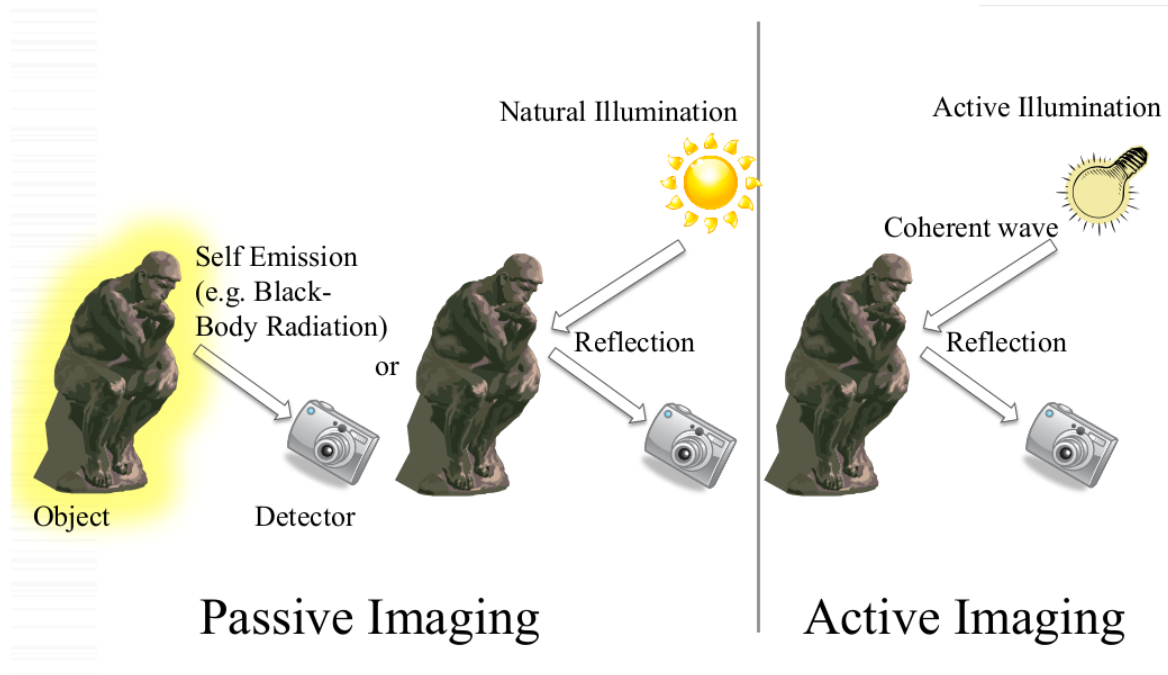 Natural Illumination
Active Illumination
Coherent wave
Self Emission
(e.g. Black-
Body Radiation)
or
Reflection
Reflection
Object
Detector
Passive Imaging
Active Imaging